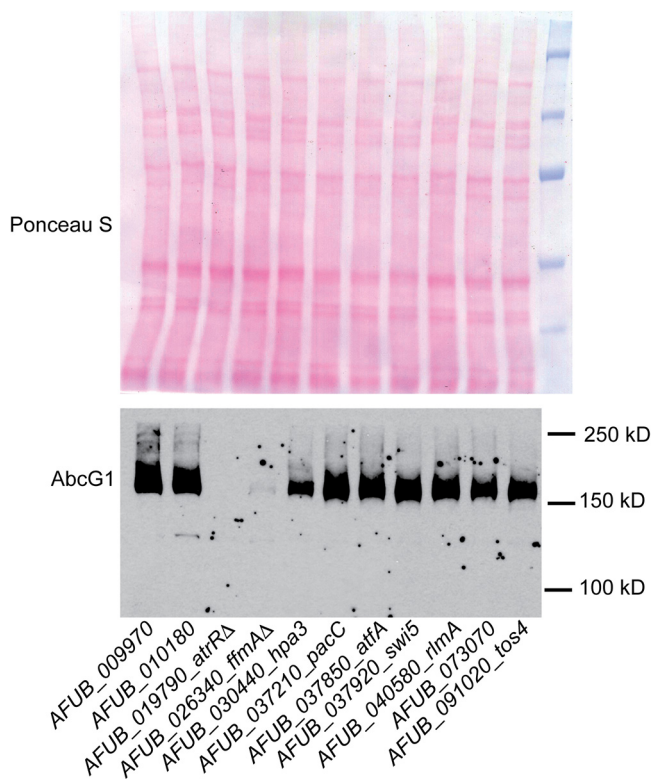 Ponceau S
AbcG1
250 kD
150 kD
100 kD
AFUB_009970
AFUB_010180
AFUB_019790_atrRΔ
AFUB_026340_ffmAΔ
AFUB_030440_hpa3
AFUB_037210_pacC
AFUB_037850_atfA
AFUB_037920_swi5
AFUB_040580_rlmA
AFUB_073070
AFUB_091020_tos4